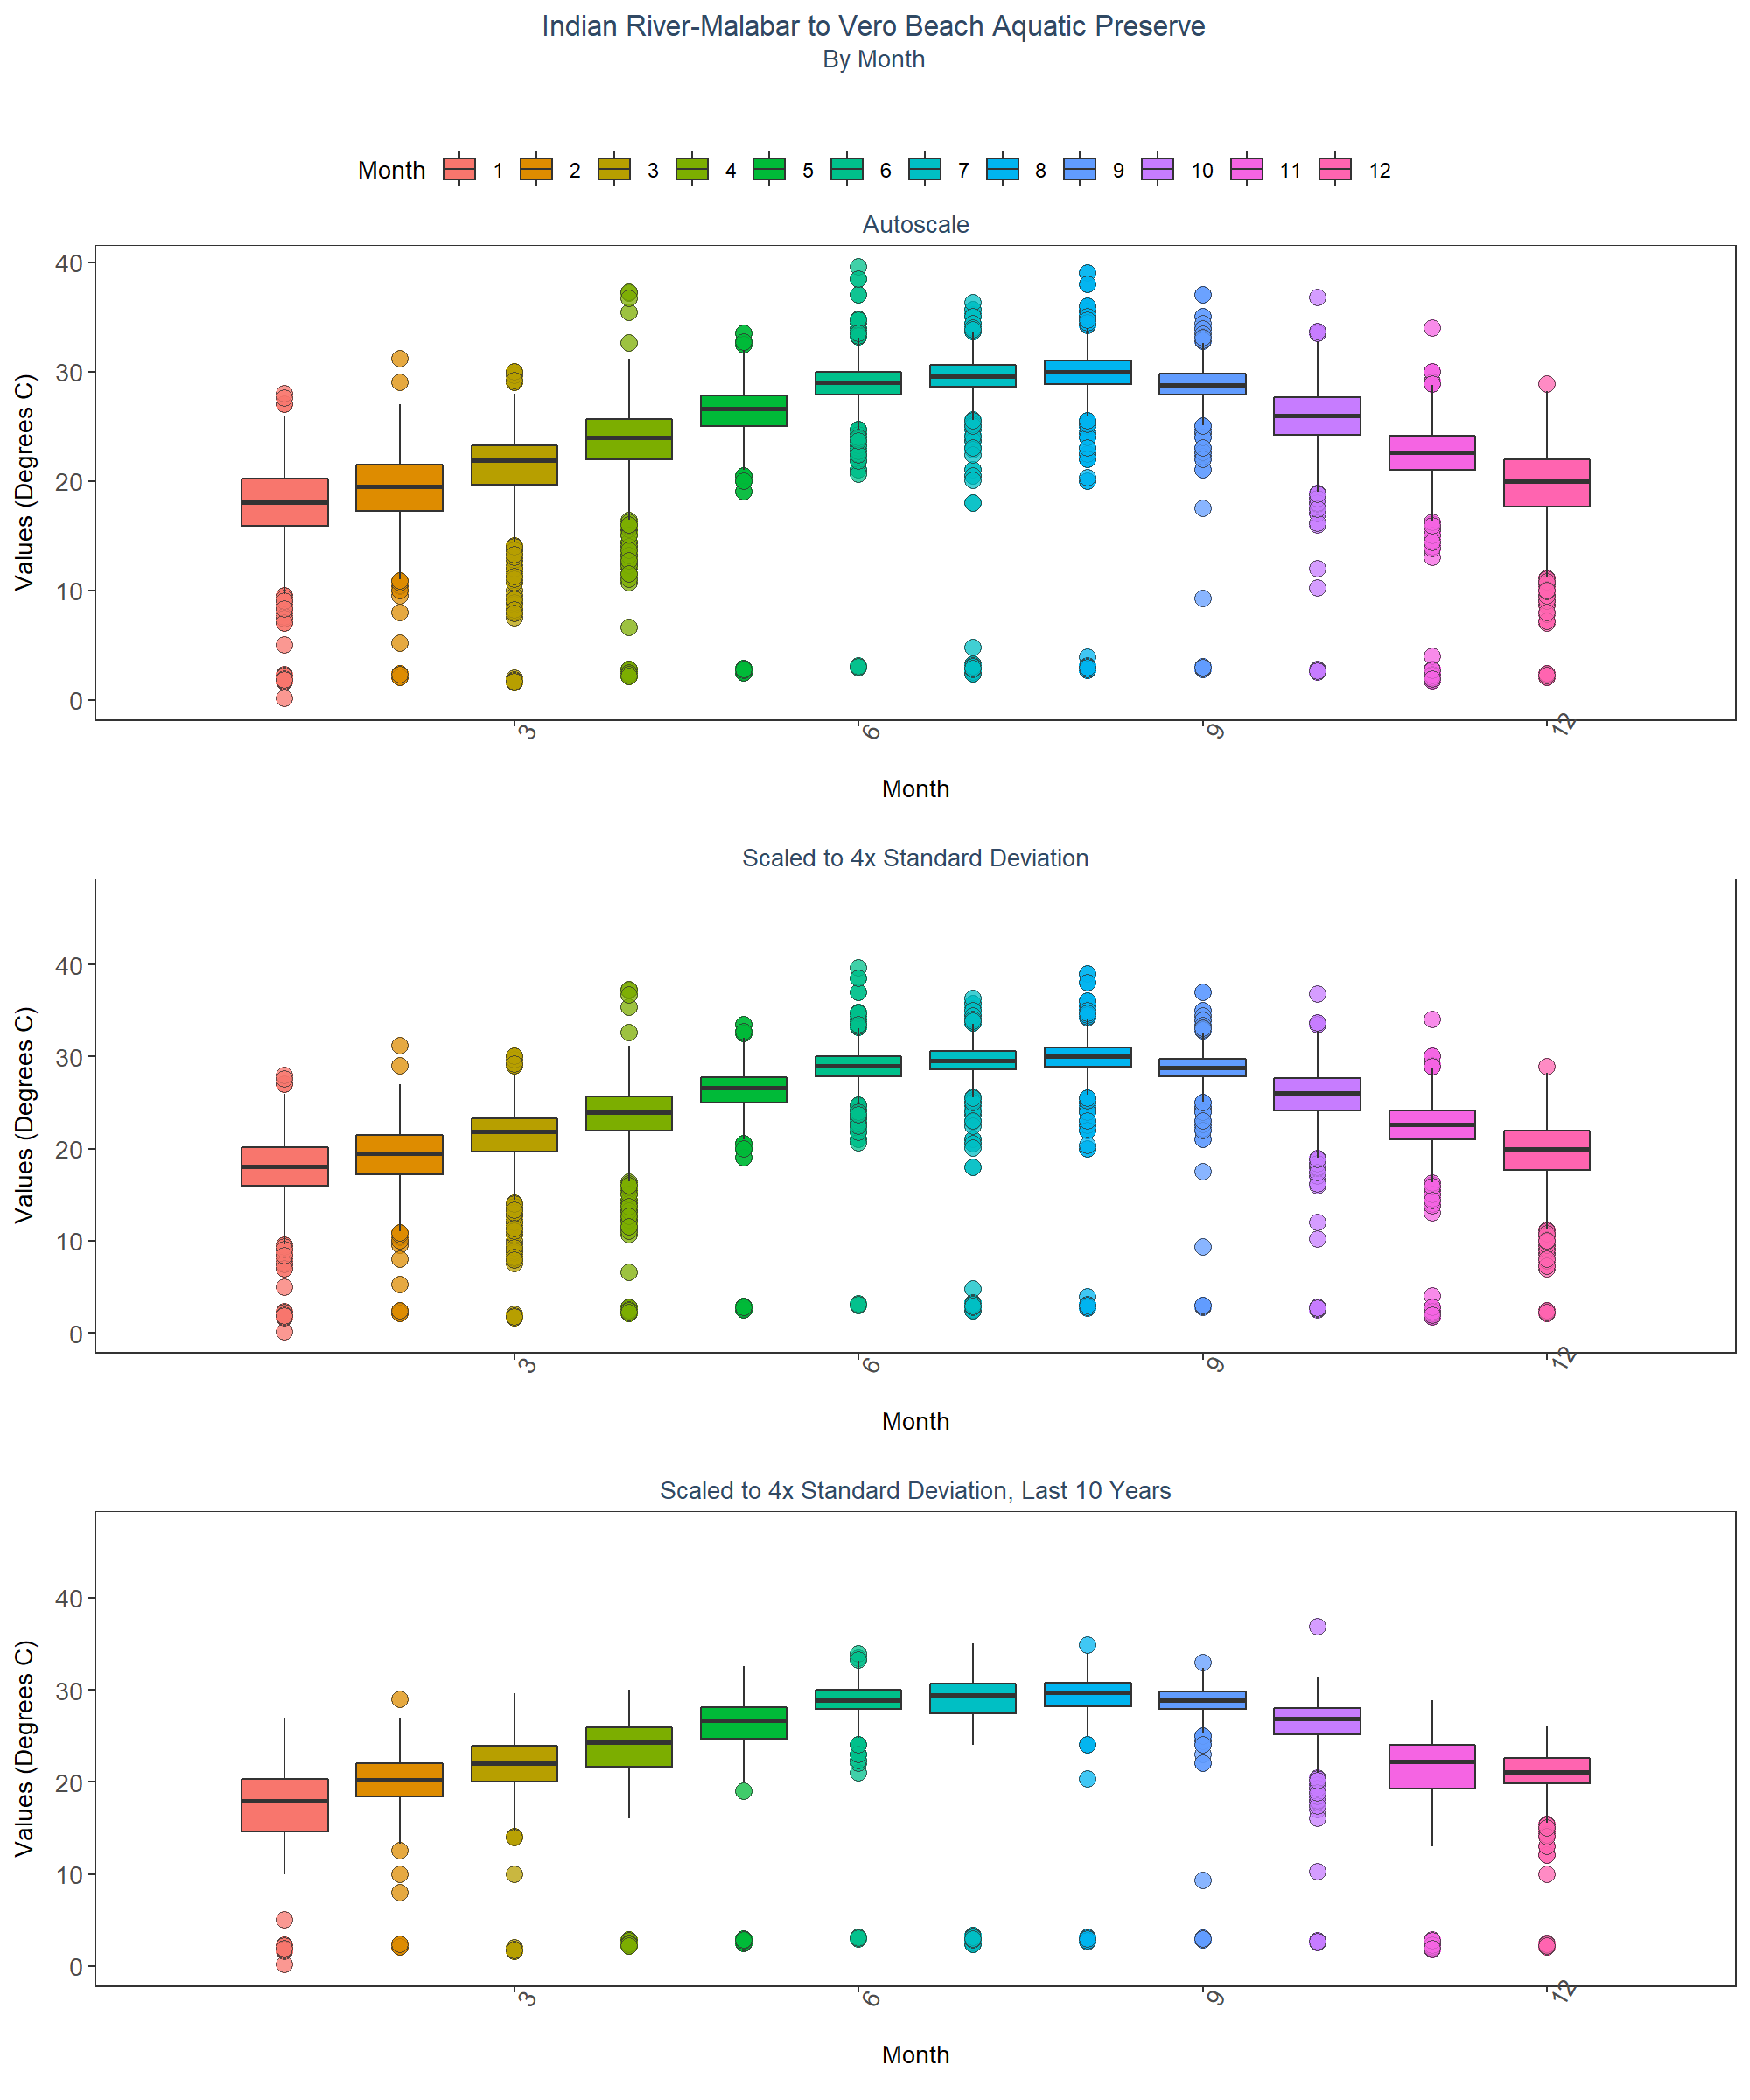 Indian River-Malabar to Vero Beach Aquatic Preserve
By Month
Month 1 2 3 4 5 6 7 8 9 10 11 12
Autoscale
Values (Degrees C)
40
30
20
10
0
3 6 9 12
Month
Scaled to 4x Standard Deviation
Values (Degrees C)
40
30
20
10
0
3 6 9 12
Month
Scaled to 4x Standard Deviation, Last 10 Years
Values (Degrees C)
40
30
20
10
0
3 6 9 12
Month